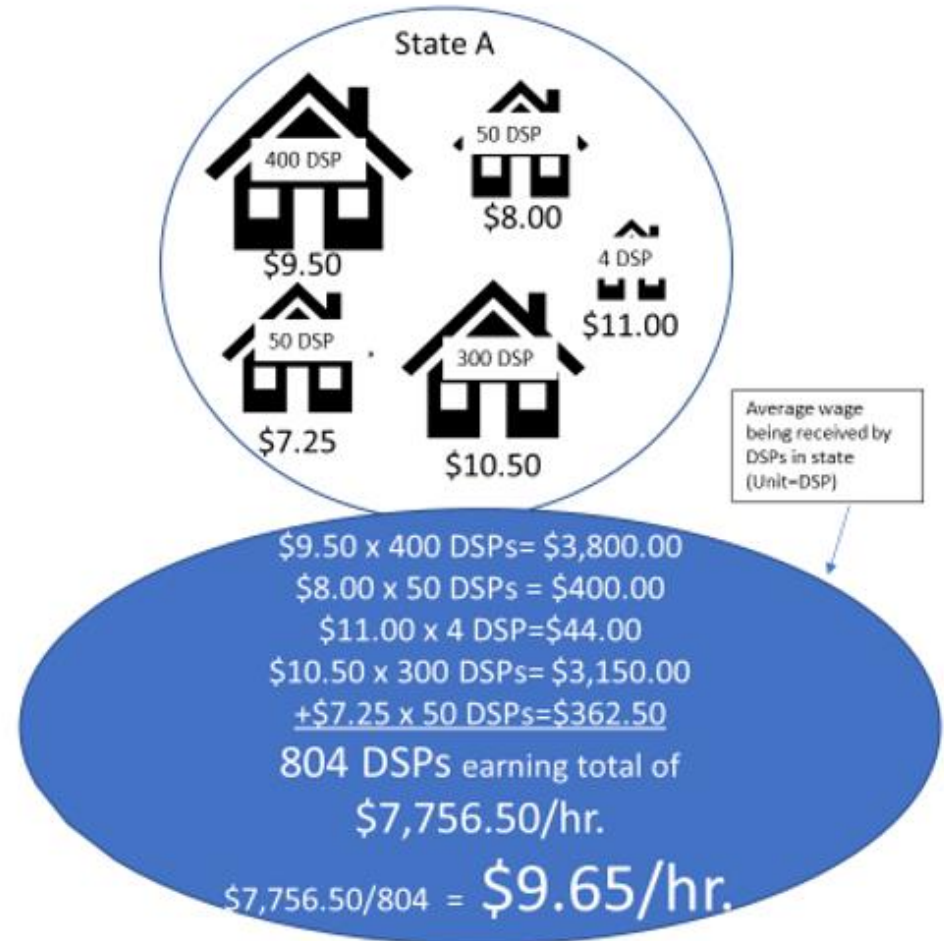 State A
400 DSP
$9.50
50 DSP
$8.00
4 DSP
$11.00
50 DSP
$7.25
300 DSP
$10.50
Average wage
being received by
DSPs in state
(Unit=DSP)
$9.50 x 400 DSPs= $3,800.00
$8.00 x 50 DSPs = $400.00
$11.00 x 4 DSP=$44.00
$10.50 x 300 DSPs= $3,150.00
+$7.25 x 50 DSPs=$362.50
804 DSPs earning total of
$7,756.50/hr.
$7,756.50/804 = $9.65/hr.